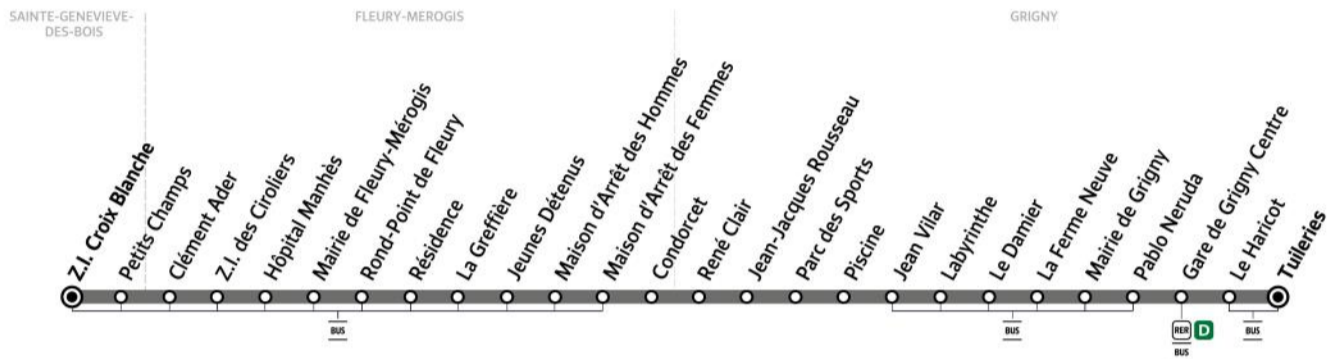 SAINTE-GENEVIEVE-
DES-BOIS
FLEURY-MEROGIS
GRIGNY
Z.I. Croix Blanche
Petits Champs
Clément Ader
Z.I. des Ciroliers
Hôpital Manhès
Mairie de Fleury-Mérogis
Rond-Point de Fleury
Résidence
La Greffière
Jeunes Détenus
Maison d'Arrêt des Hommes
Maison d'Arrêt des Femmes
Condorcet
René Clair
Jean-Jacques Rousseau
Parc des Sports
Piscine
Jean Vilar
Labyrinthe
Le Damier
La Ferme Neuve
Mairie de Grigny
Pablo Neruda
Gare de Grigny Centre
Le Haricot
Tuileries
BUS
BUS
RER D
BUS
BUS